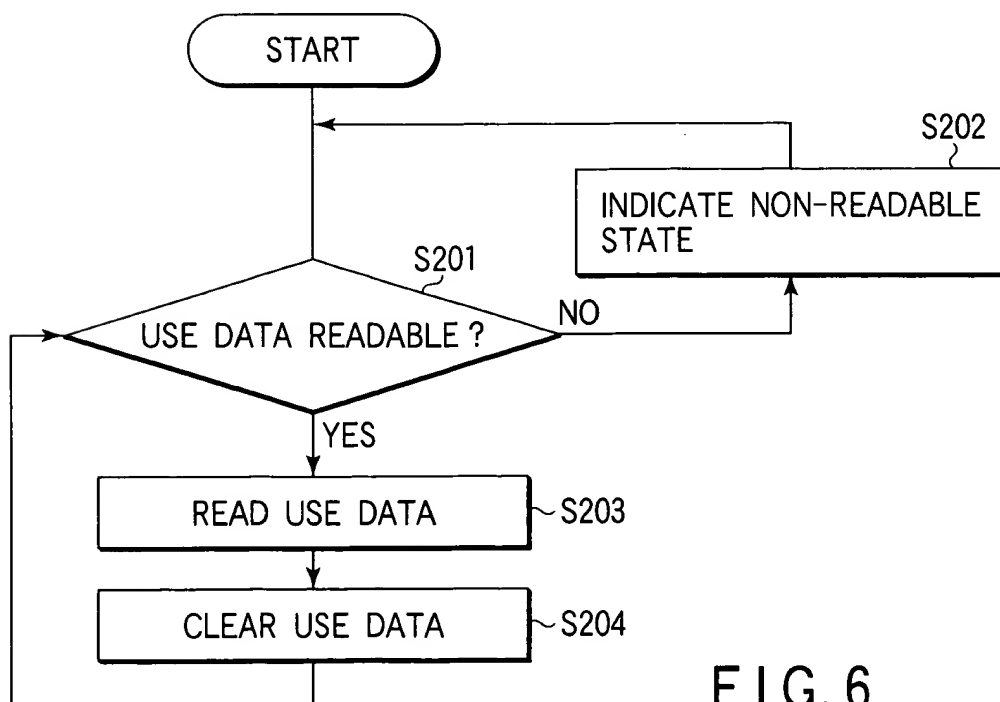 START
S202
INDICATE NON-READABLE
STATE
S201
USE DATA READABLE ?
NO
YES
READ USE DATA
S203
CLEAR USE DATA
S204
FIG. 6